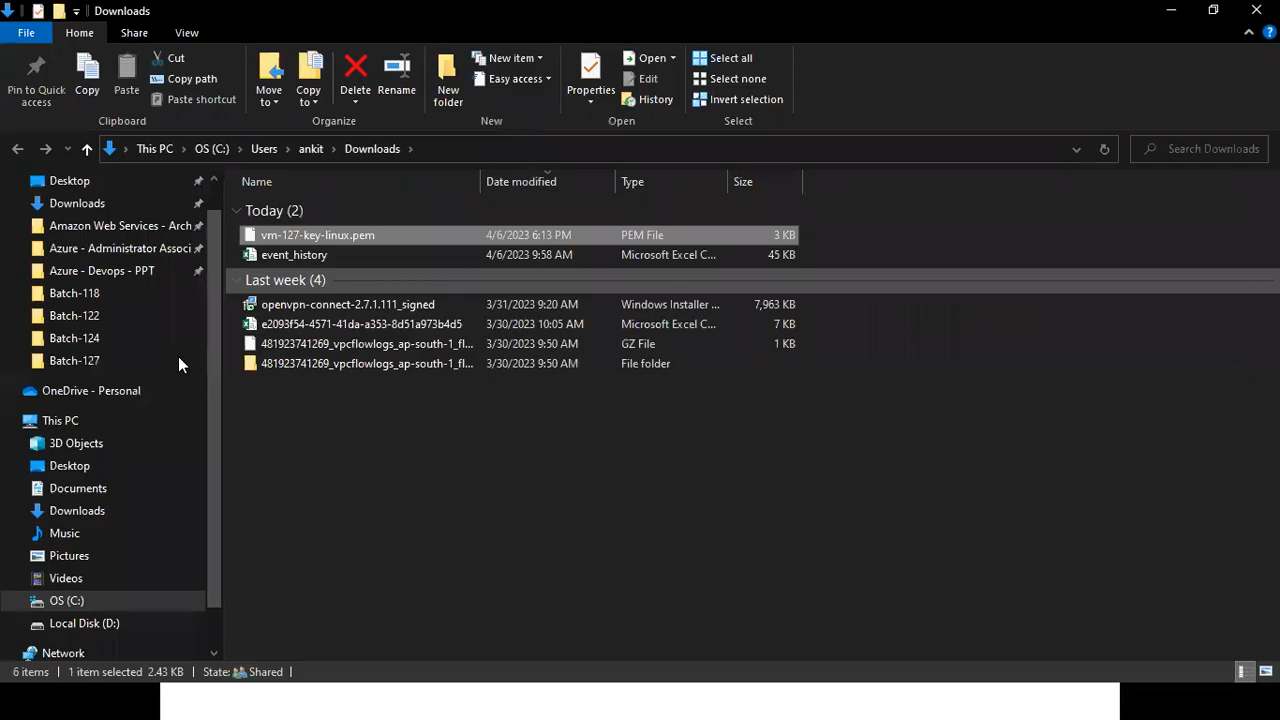 Downloads
File
Home
Share
View
Pin to Quick access
Copy
Paste
Cut
Copy path
Paste shortcut
Clipboard
Move to
Copy to
Delete
Rename
Organize
New folder
New item
Easy access
New
Properties
Open
Edit
History
Open
Select all
Select none
Invert selection
Select
This PC
OS (C:)
Users
ankit
Downloads
Search Downloads
Desktop
Downloads
Amazon Web Services - Arch
Azure - Administrator Associ
Azure - Devops - PPT
Batch-118
Batch-122
Batch-124
Batch-127
OneDrive - Personal
This PC
3D Objects
Desktop
Documents
Downloads
Music
Pictures
Videos
OS (C:)
Local Disk (D:)
Network
Name Date modified Type Size
Today (2)
vm-127-key-linux.pem 4/6/2023 6:13 PM PEM File 3 KB
event_history 4/6/2023 9:58 AM Microsoft Excel C... 45 KB
Last week (4)
openvpn-connect-2.7.1.111_signed 3/31/2023 9:20 AM Windows Installer ... 7,963 KB
e2093f54-4571-41da-a353-8d51a973b4d5 3/30/2023 10:05 AM Microsoft Excel C... 7 KB
481923741269_vpcflowlogs_ap-south-1_fl... 3/30/2023 9:50 AM GZ File 1 KB
481923741269_vpcflowlogs_ap-south-1_fl... 3/30/2023 9:50 AM File folder
6 items 1 item selected 2.43 KB State: Shared